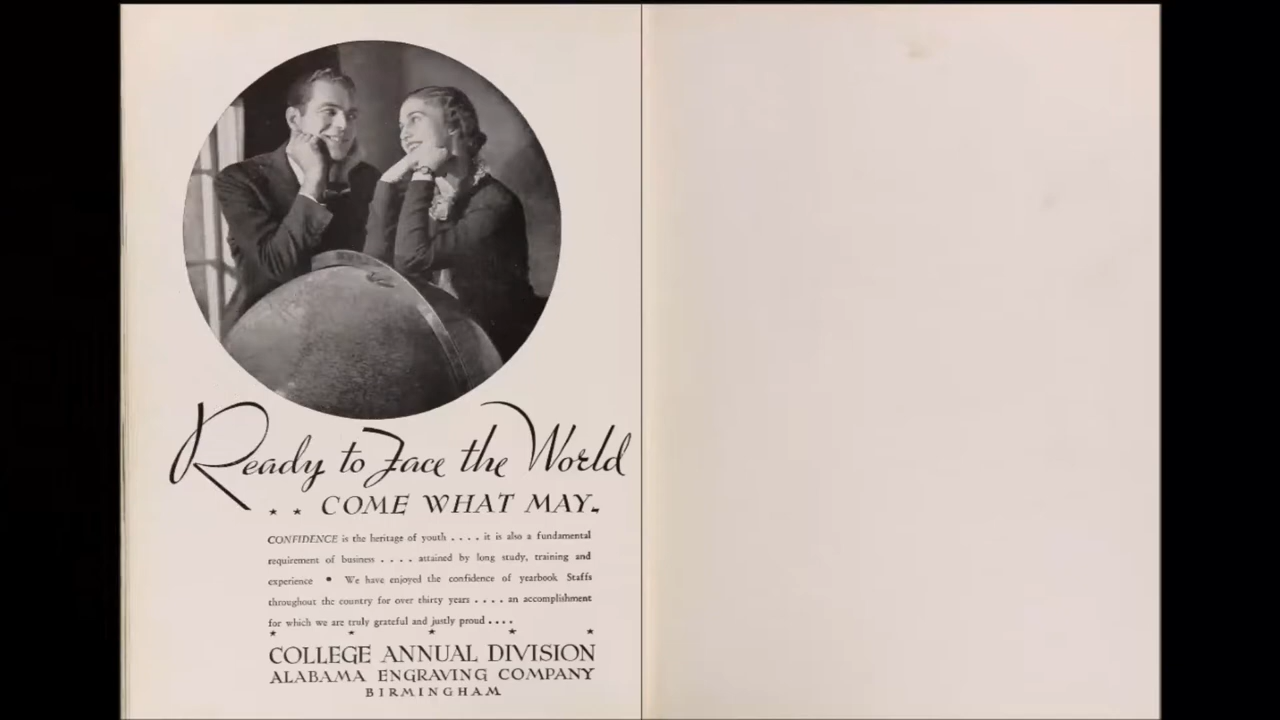 Ready to Face the World
* * COME WHAT MAY~
CONFIDENCE is the heritage of youth . . . . it is also a fundamental
requirement of business . . . . attained by long study, training and
experience • We have enjoyed the confidence of yearbook Staffs
throughout the country for over thirty years . . . . an accomplishment
for which we are truly grateful and justly proud . . . .
* * * * *
COLLEGE ANNUAL DIVISION
ALABAMA ENGRAVING COMPANY
BIRMINGHAM